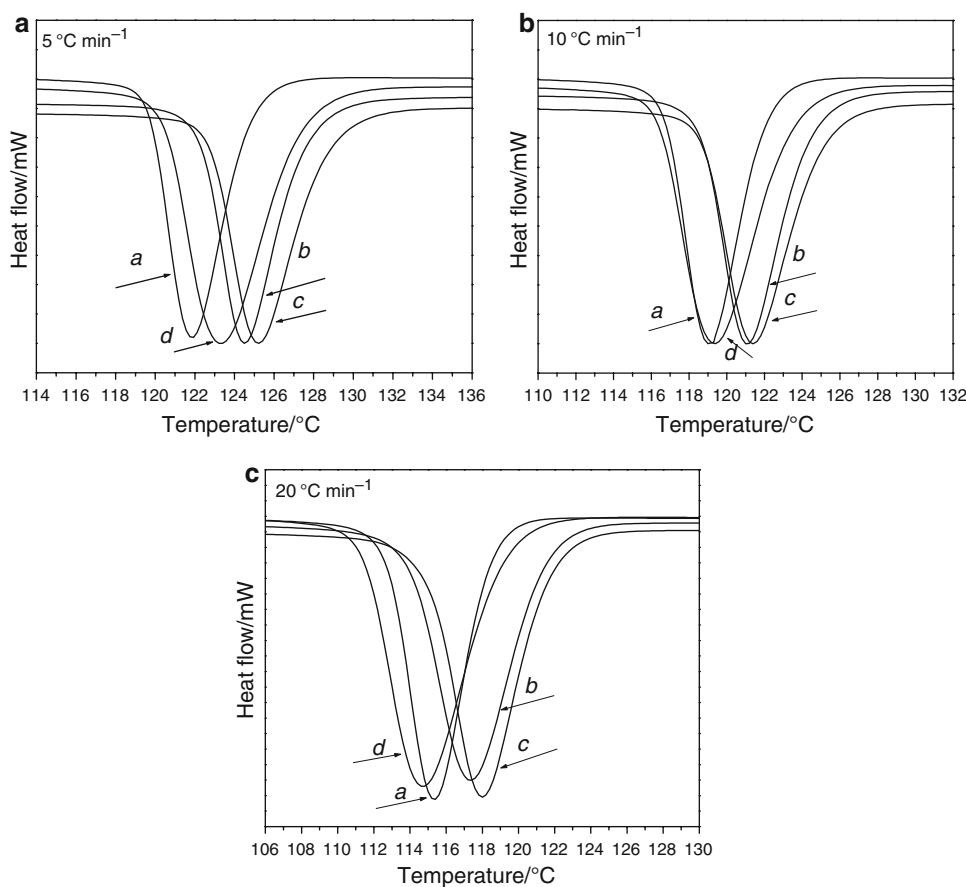 a
5 °C min⁻¹
Heat flow/mW
a
b
c
d
114 116 118 120 122 124 126 128 130 132 134 136
Temperature/°C
b
10 °C min⁻¹
Heat flow/mW
a
b
c
d
110 112 114 116 118 120 122 124 126 128 130 132
Temperature/°C
c
20 °C min⁻¹
Heat flow/mW
b
d
c
a
106 108 110 112 114 116 118 120 122 124 126 128 130
Temperature/°C